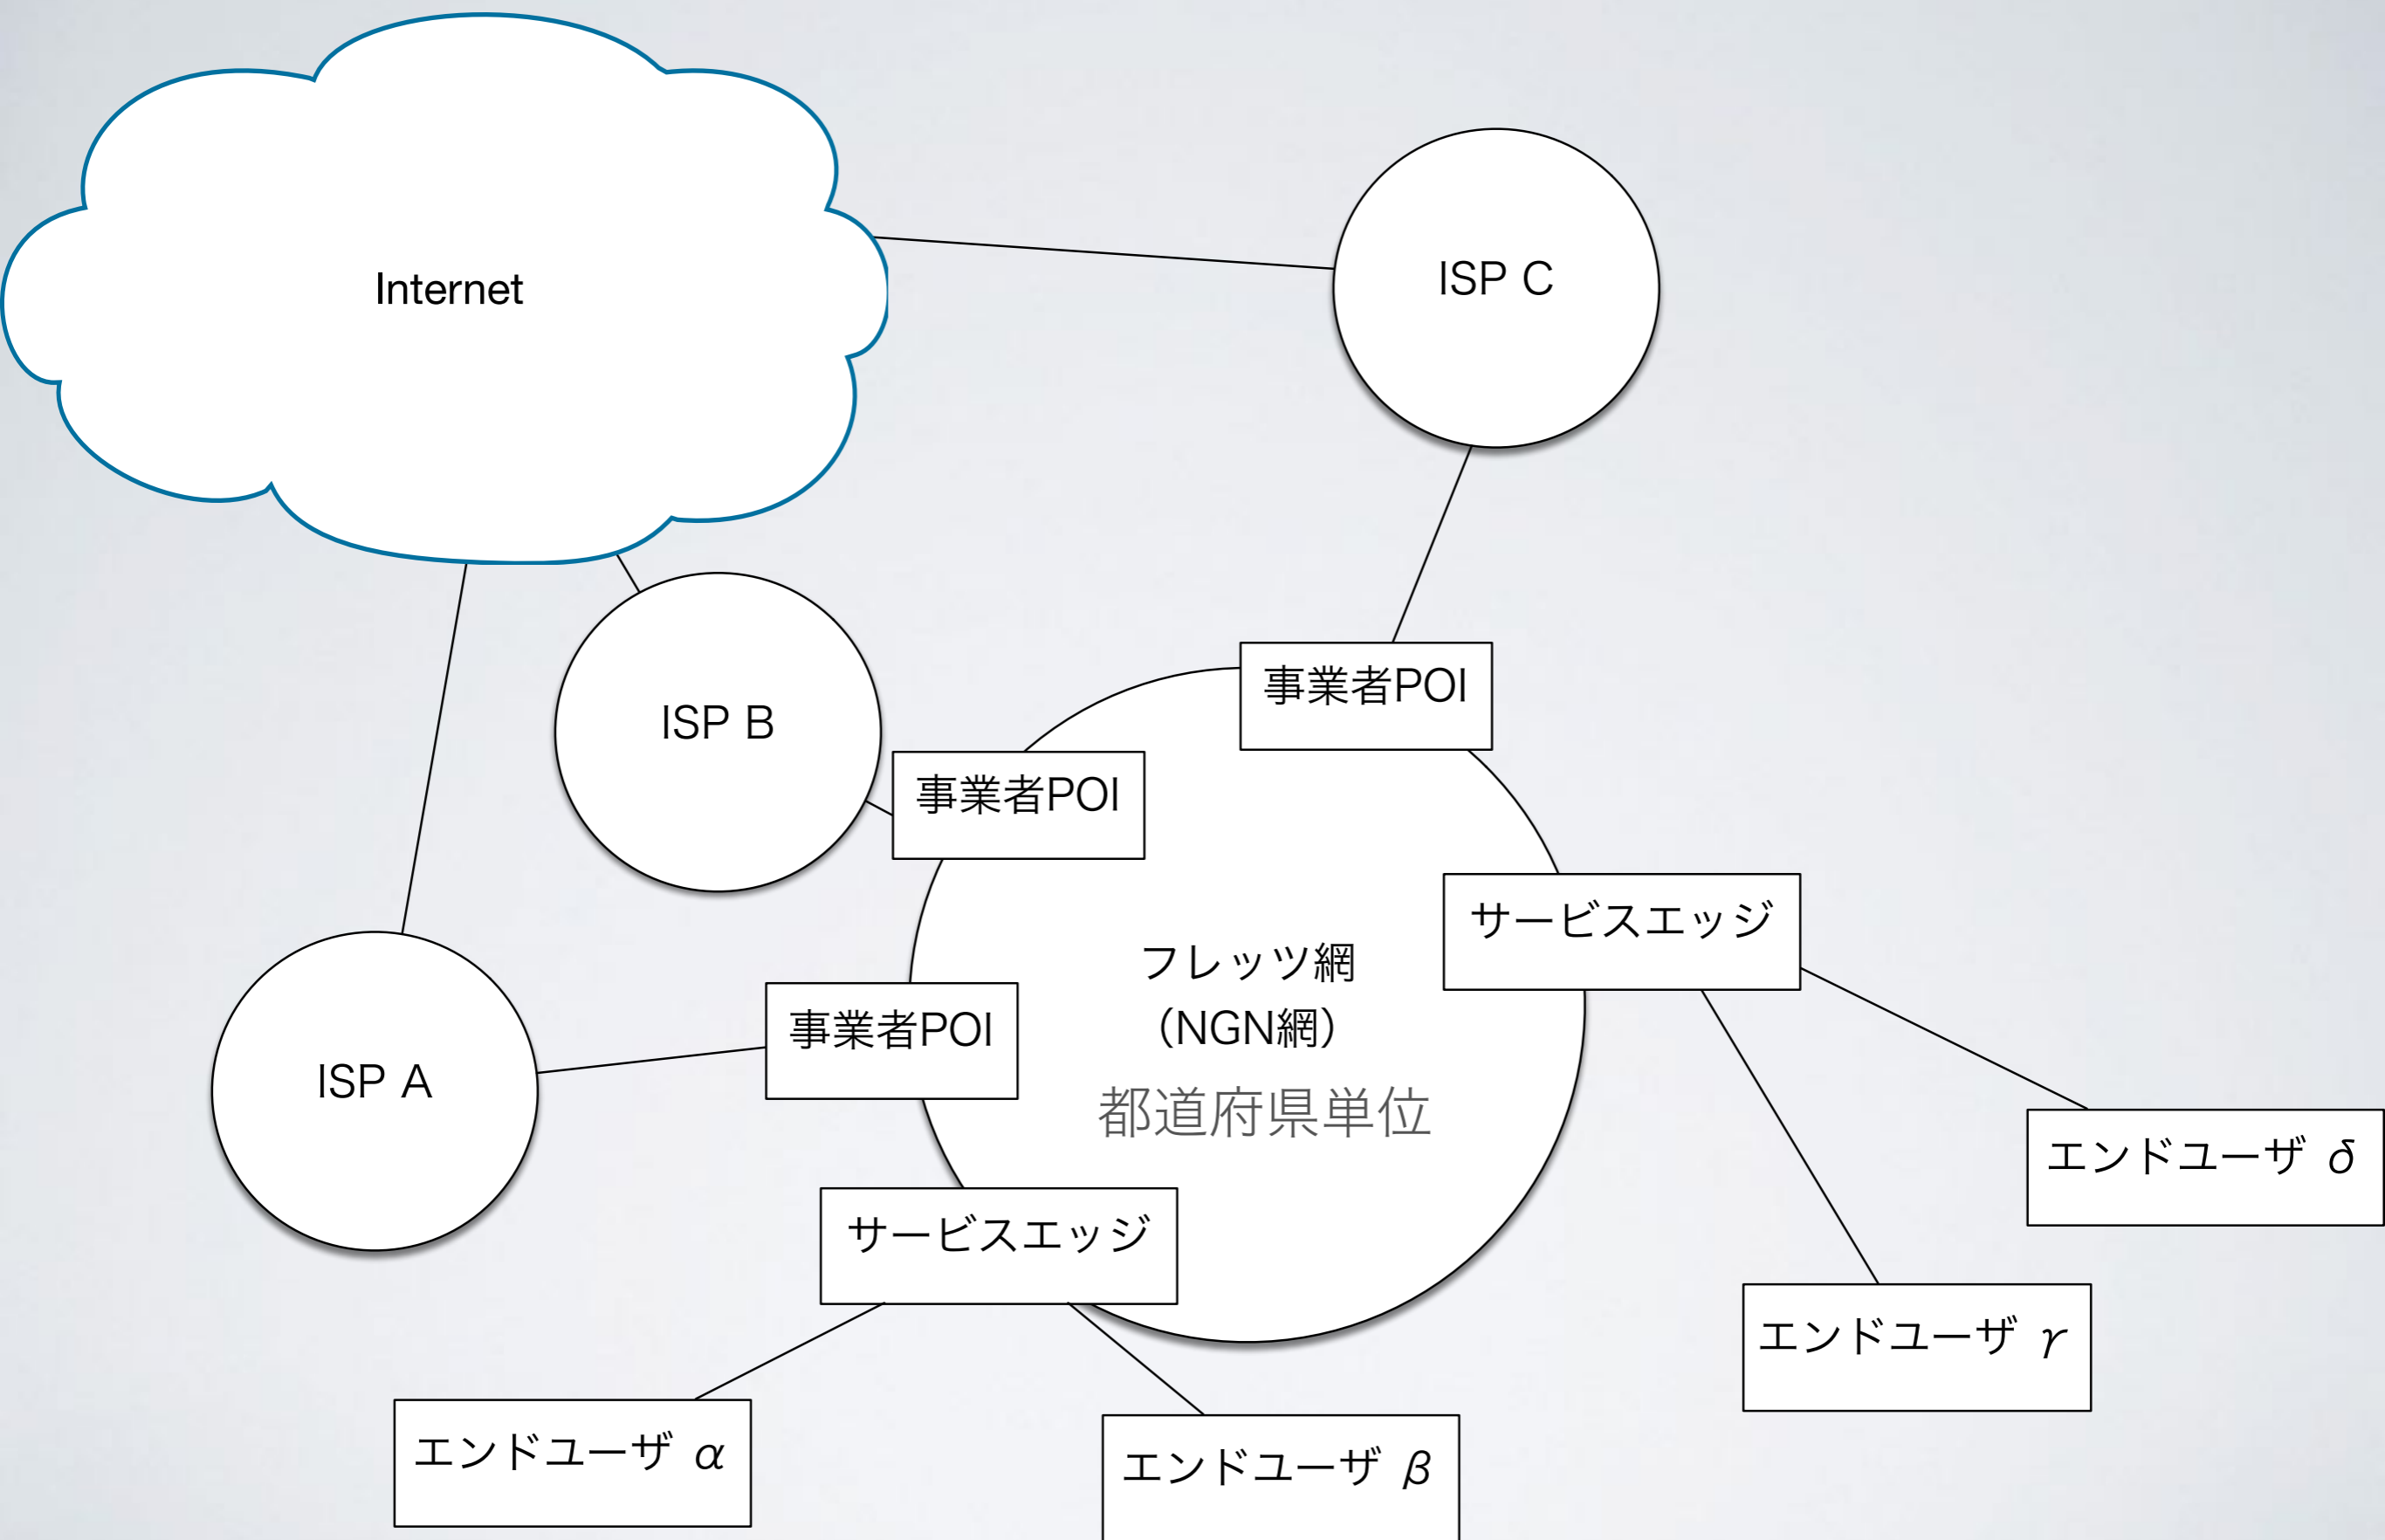 Internet
ISP C
ISP B
事業者POI
事業者POI
サービスエッジ
フレッツ網
（NGN網）
事業者POI
ISP A
都道府県単位
エンドユーザ δ
サービスエッジ
エンドユーザ γ
エンドユーザ α
エンドユーザ β